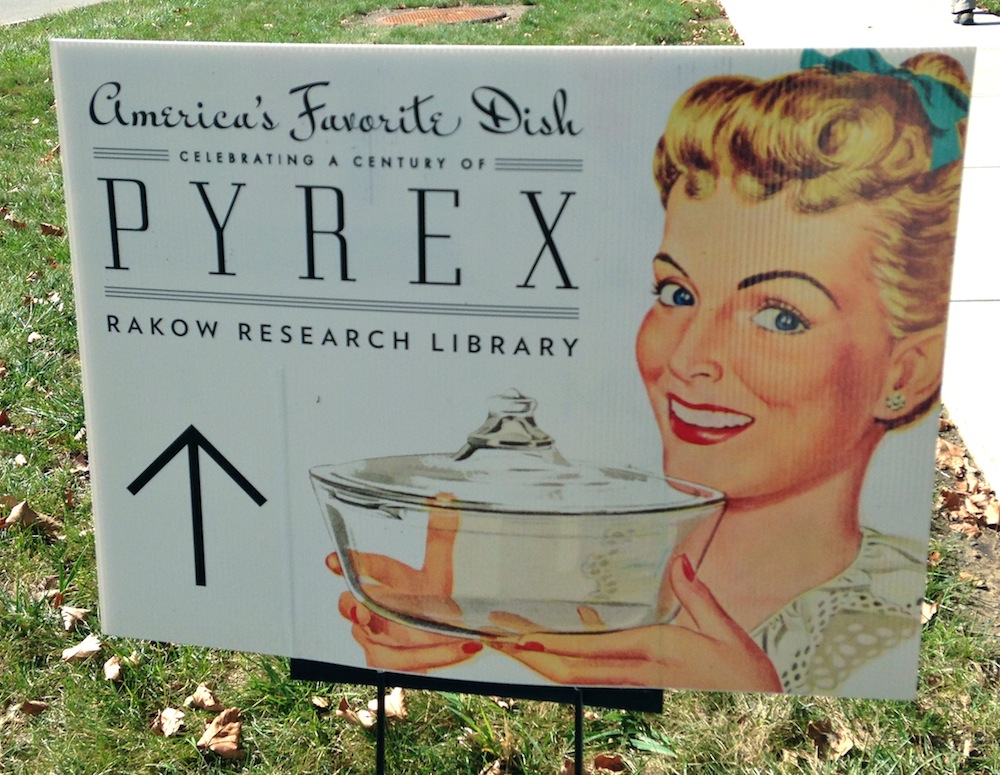 America's Favorite Dish
CELEBRATING A CENTURY OF
PYREX
RAKOW RESEARCH LIBRARY